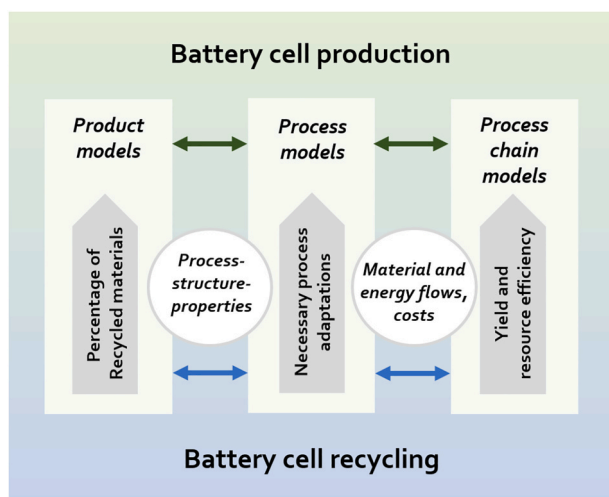 Battery cell production
Product
models
Process
models
Process
chain
models
Percentage of
Recycled materials
Process-
structure-
properties
Necessary process
adaptations
Material and
energy flows,
costs
Yield and
resource efficiency
Battery cell recycling